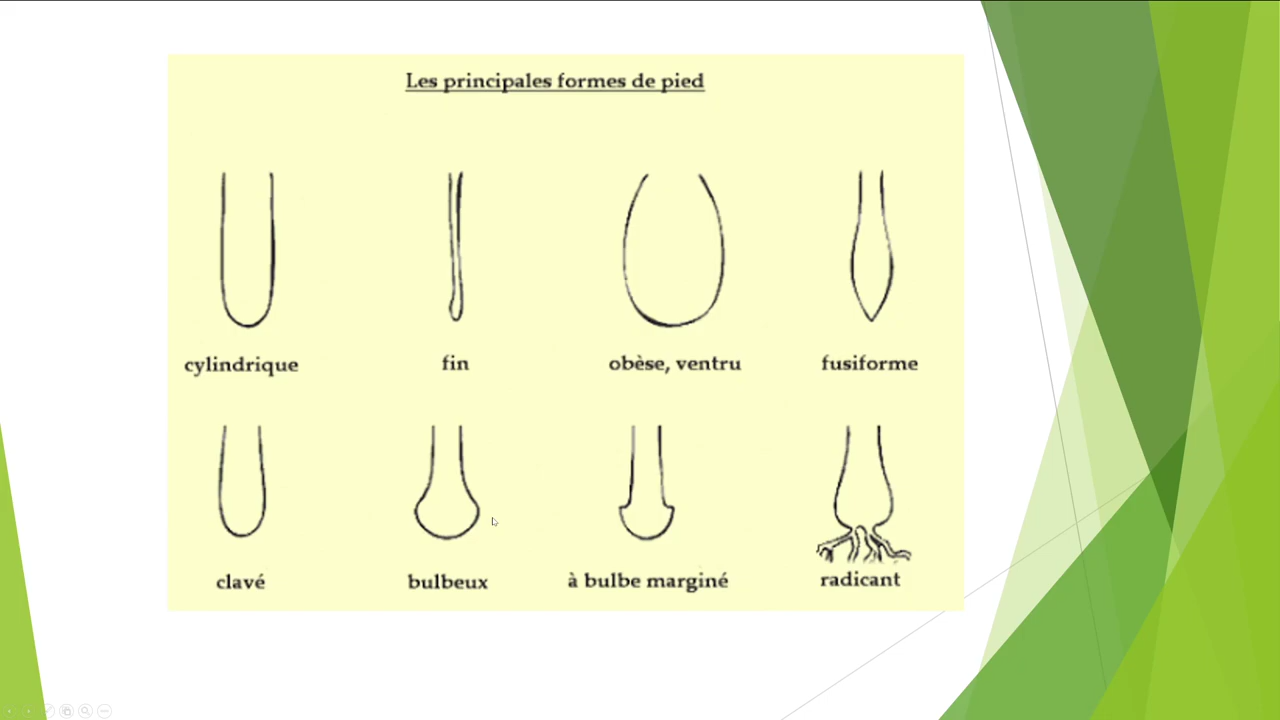 Les principales formes de pied
cylindrique
fin
obèse, ventru
fusiforme
clavé
bulbeux
à bulbe marginé
radicant